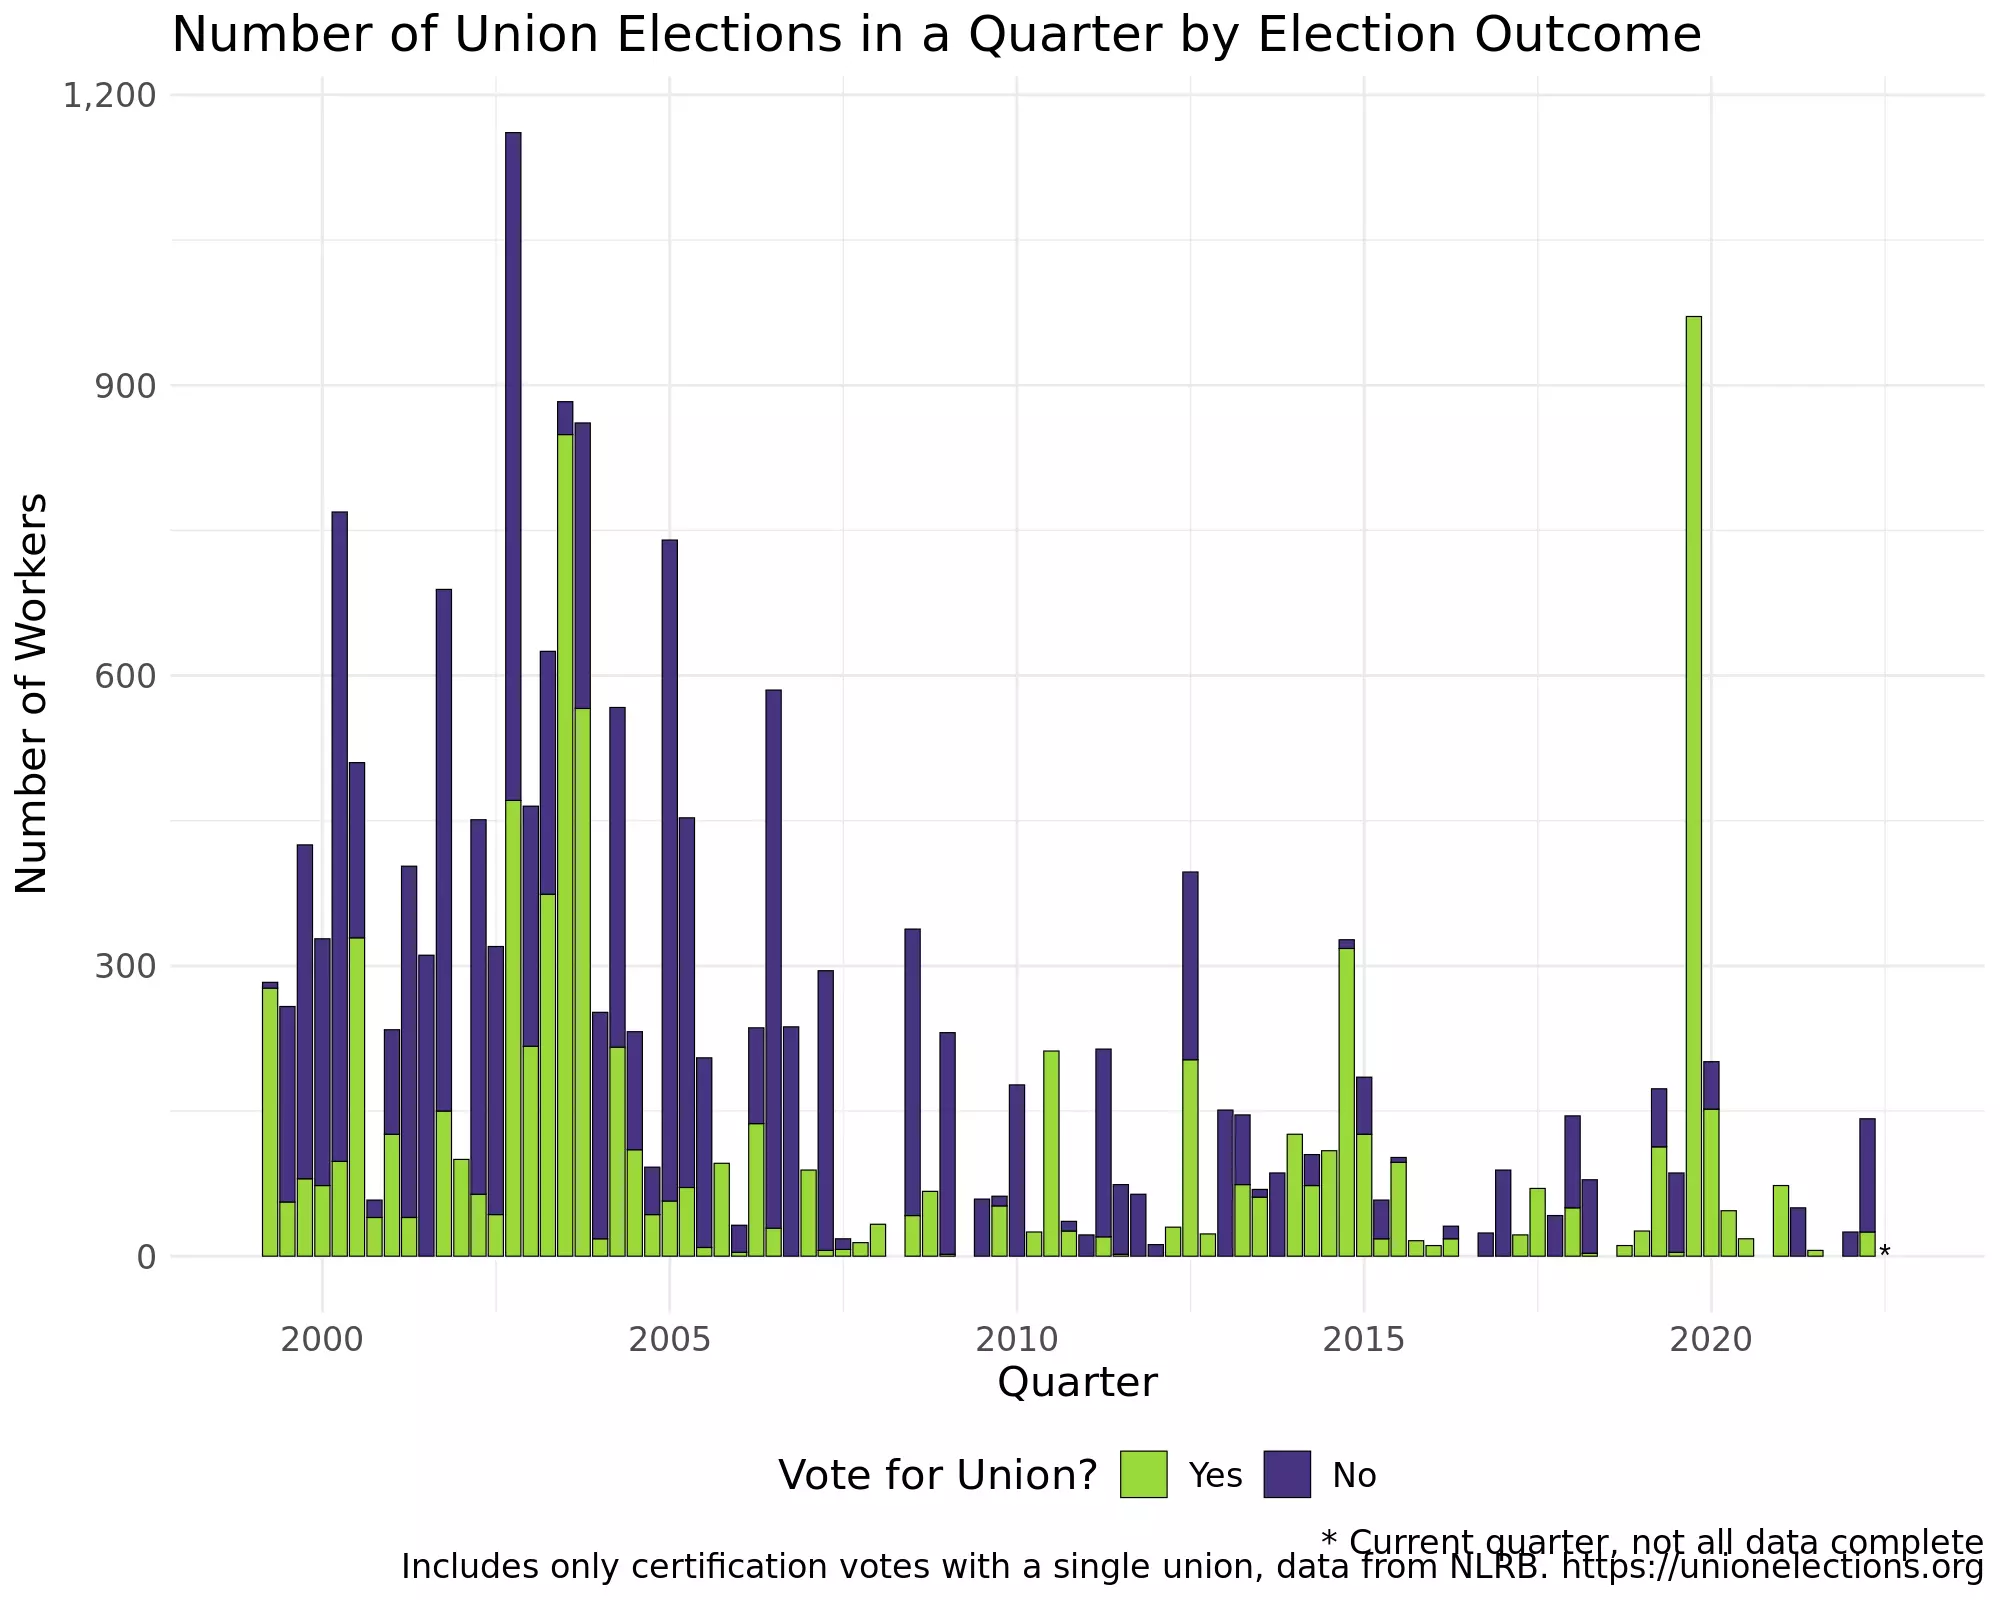 Number of Union Elections in a Quarter by Election Outcome
1,200
900
600
300
0
Number of Workers
*
2000 2005 2010 2015 2020
Quarter
Vote for Union? Yes No
* Current quarter, not all data complete
Includes only certification votes with a single union, data from NLRB. https://unionelections.org